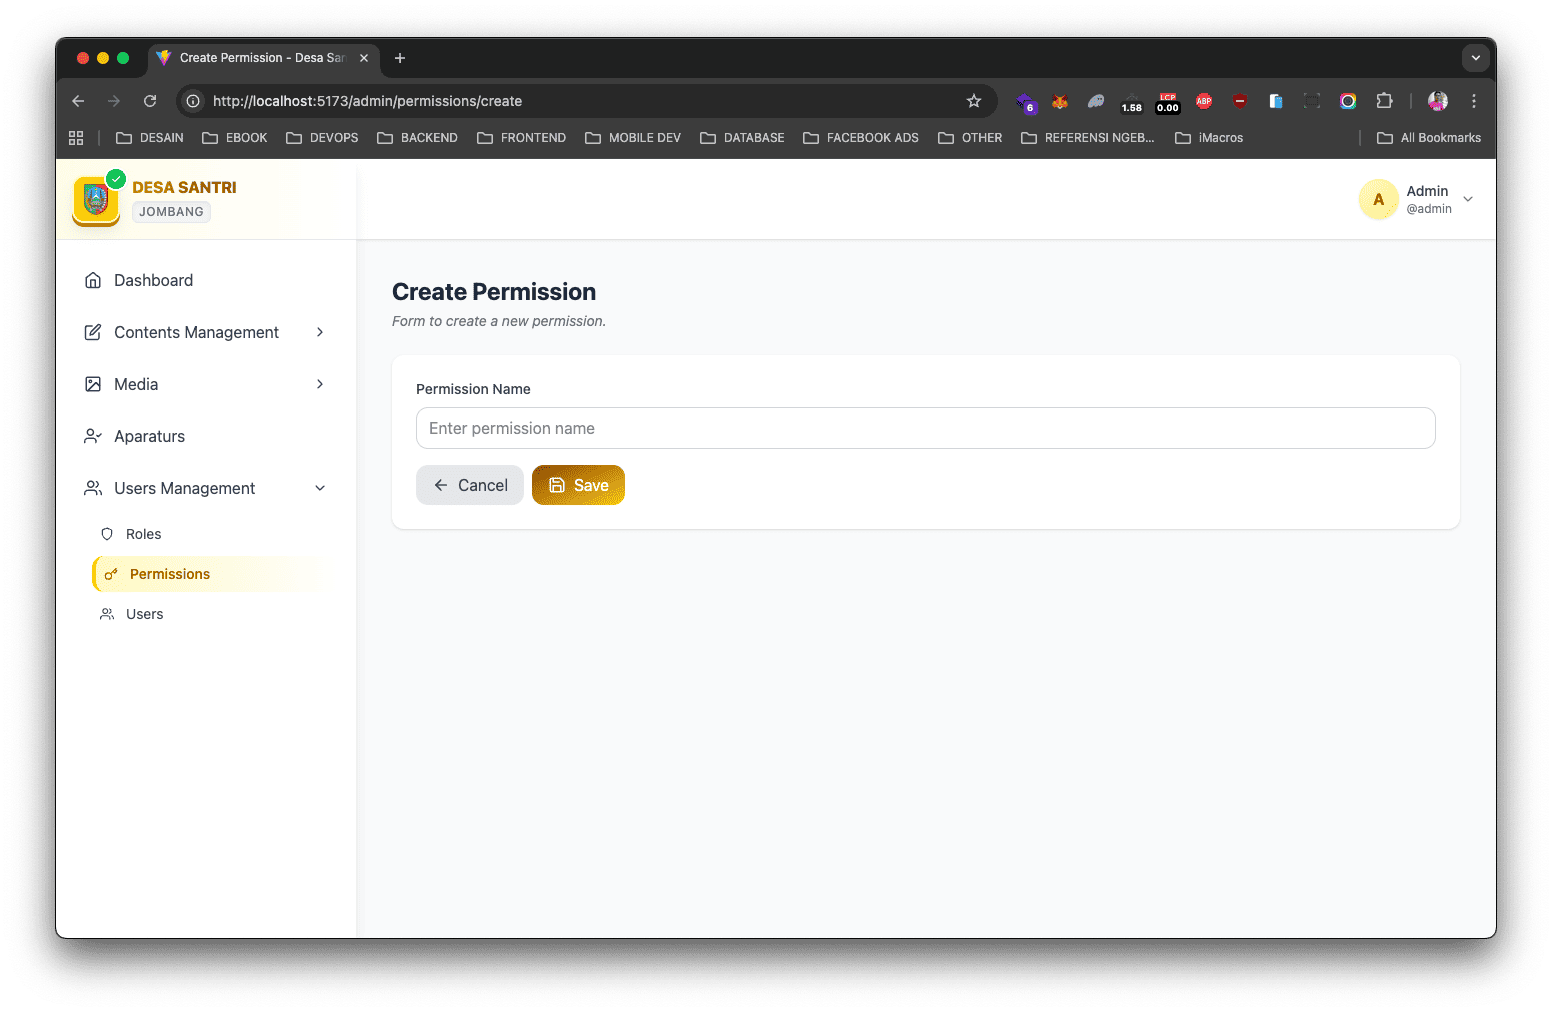 Create Permission - Desa San
http://localhost:5173/admin/permissions/create
6
1.58
LCP
0.00
ABP
DESAIN
EBOOK
DEVOPS
BACKEND
FRONTEND
MOBILE DEV
DATABASE
FACEBOOK ADS
OTHER
REFERENSI NGEB...
iMacros
All Bookmarks
DESA SANTRI
JOMBANG
A
Admin
@admin
Dashboard
Contents Management
Media
Aparaturs
Users Management
Roles
Permissions
Users
Create Permission
Form to create a new permission.
Permission Name
Enter permission name
Cancel
Save